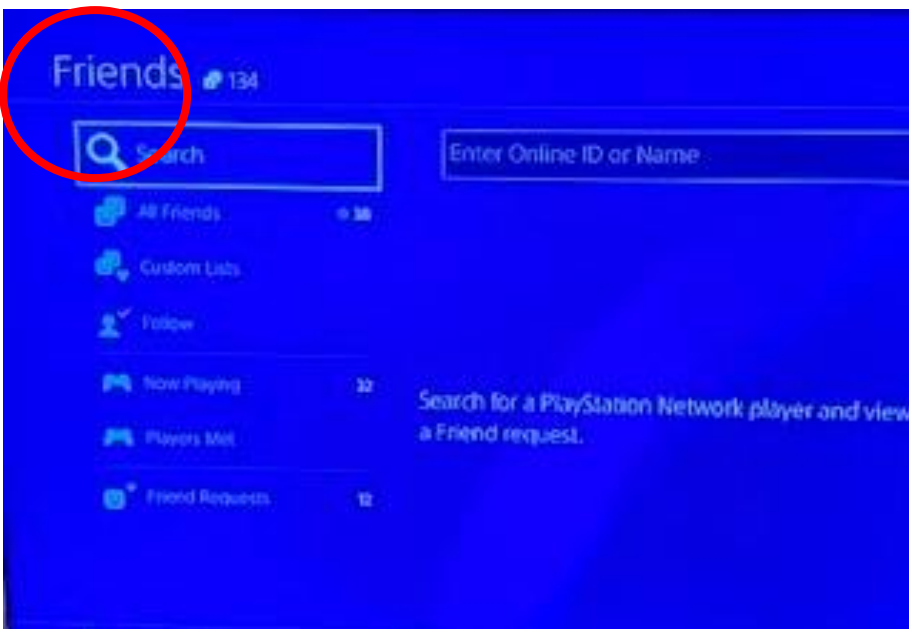 Friends 134
Search
Enter Online ID or Name
All Friends 38
Custom Lists
Follow
Now Playing 32
Search for a PlayStation Network player and view
a Friend request.
Players Met
Friend Requests 12